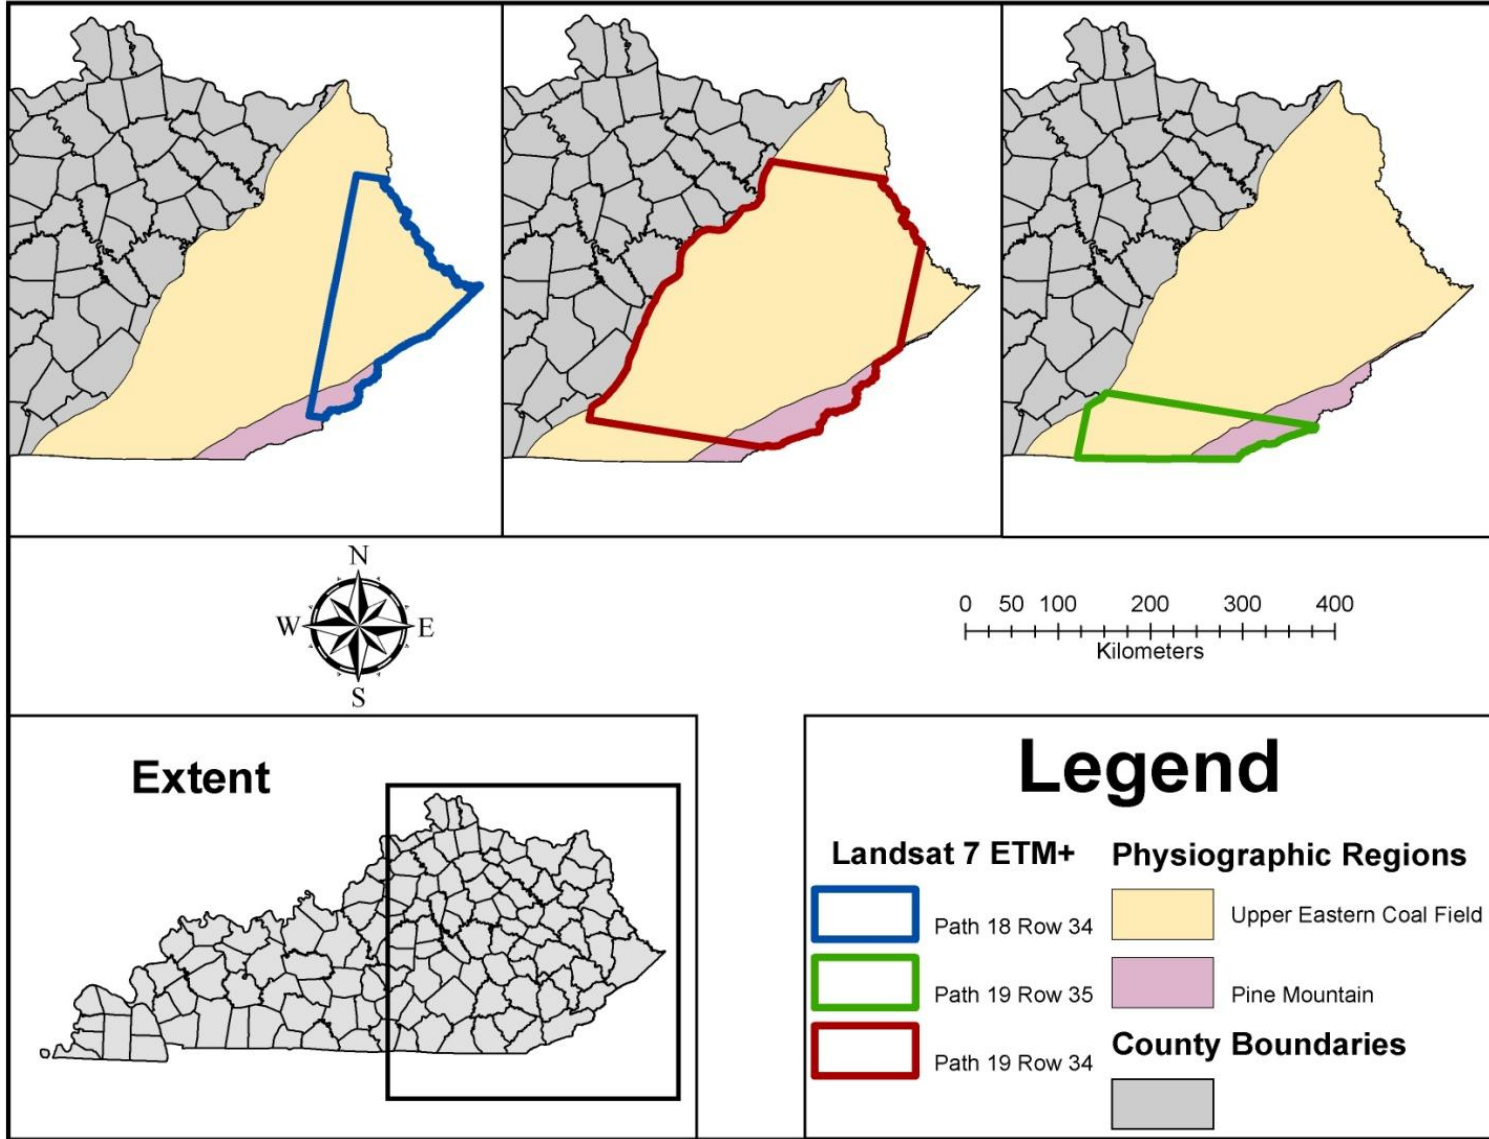 N
W E
S
0 50 100 200 300 400
Kilometers
Extent
Legend
Landsat 7 ETM+
Path 18 Row 34
Path 19 Row 35
Path 19 Row 34
Physiographic Regions
Upper Eastern Coal Field
Pine Mountain
County Boundaries